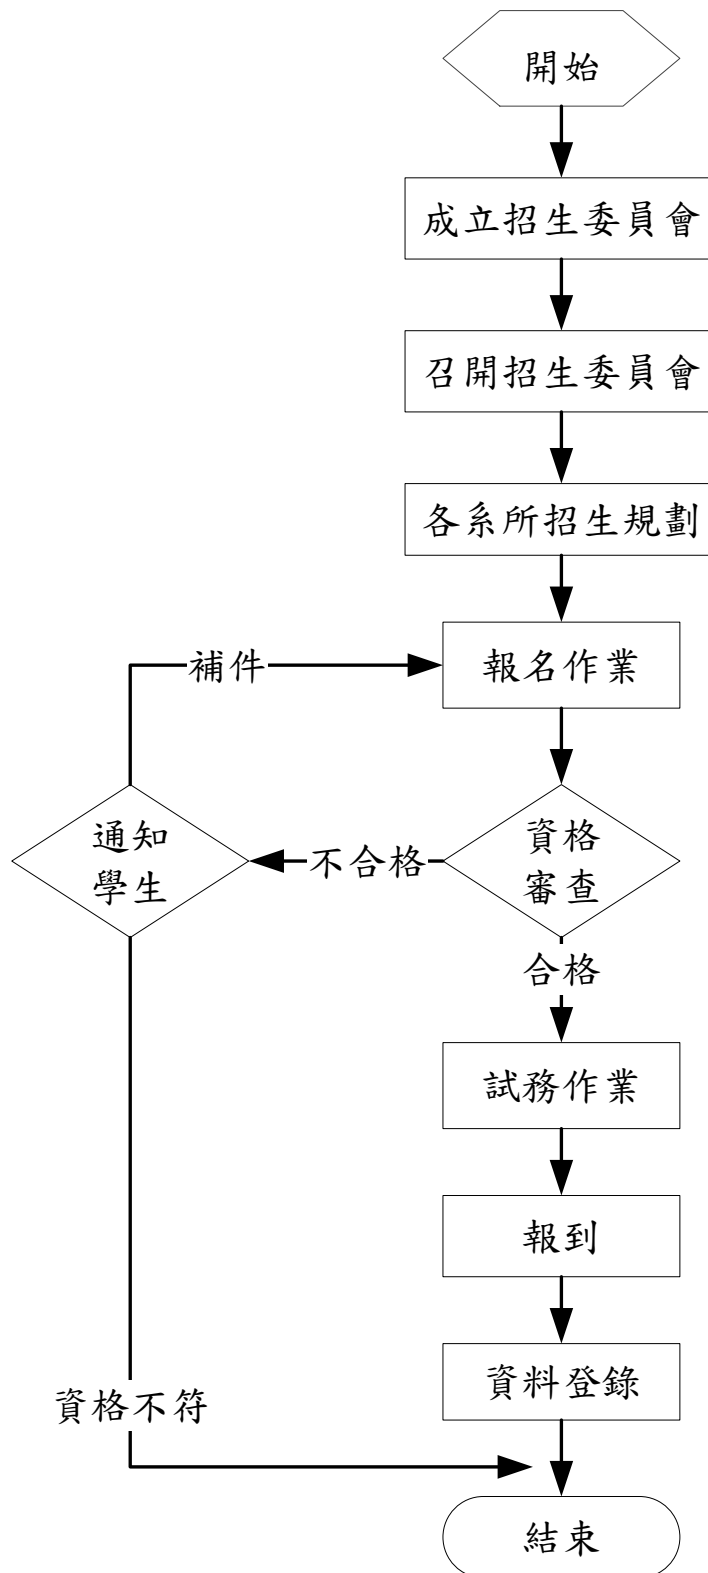 開始
成立招生委員會
召開招生委員會
各系所招生規劃
補件
報名作業
通知
學生
不合格
資格
審查
合格
試務作業
報到
資料登錄
資格不符
結束